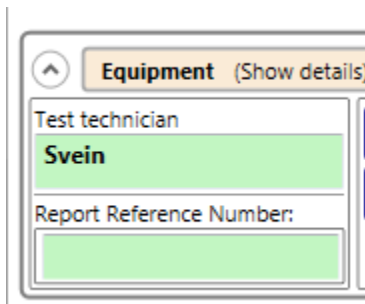 Equipment (Show details)
Test technician
Svein
Report Reference Number: